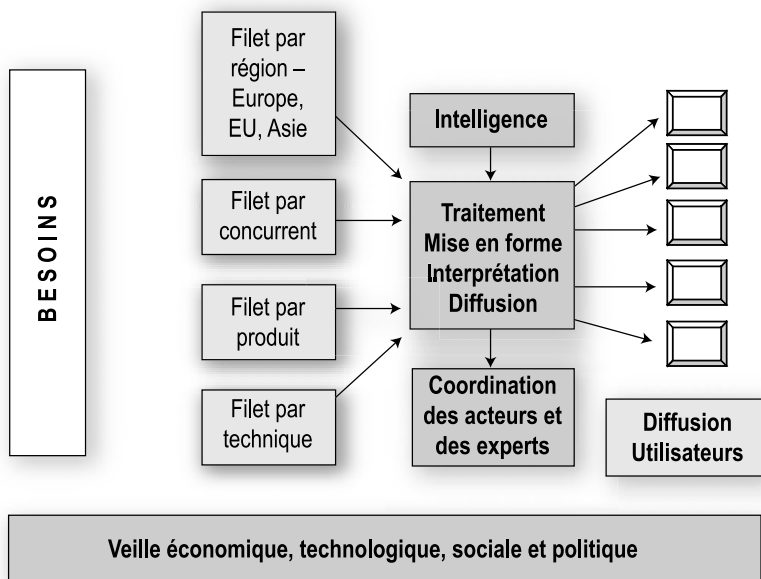 BESOINS
Filet par
région –
Europe,
EU, Asie
Filet par
concurrent
Filet par
produit
Filet par
technique
Intelligence
Traitement
Mise en forme
Interprétation
Diffusion
Coordination
des acteurs et
des experts
Diffusion
Utilisateurs
Veille économique, technologique, sociale et politique